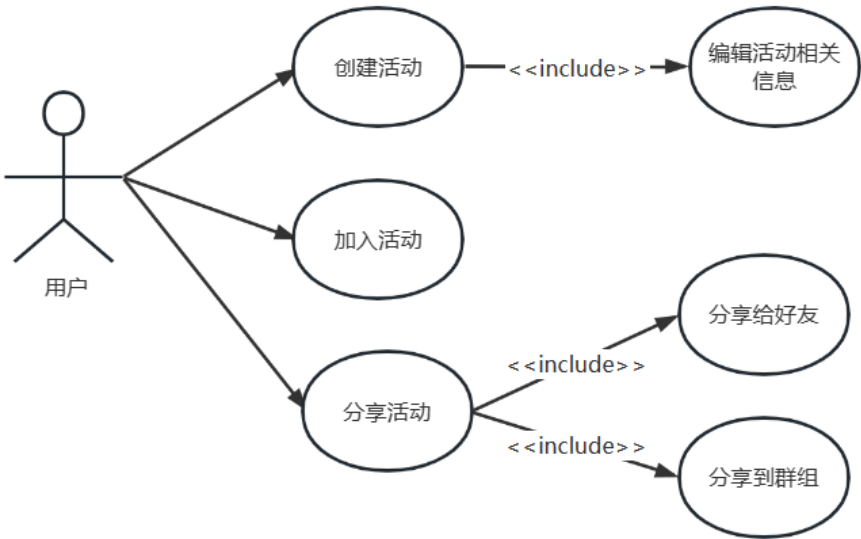 创建活动
<<include>>
编辑活动相关
信息
加入活动
用户
分享给好友
<<include>>
分享活动
<<include>>
分享到群组